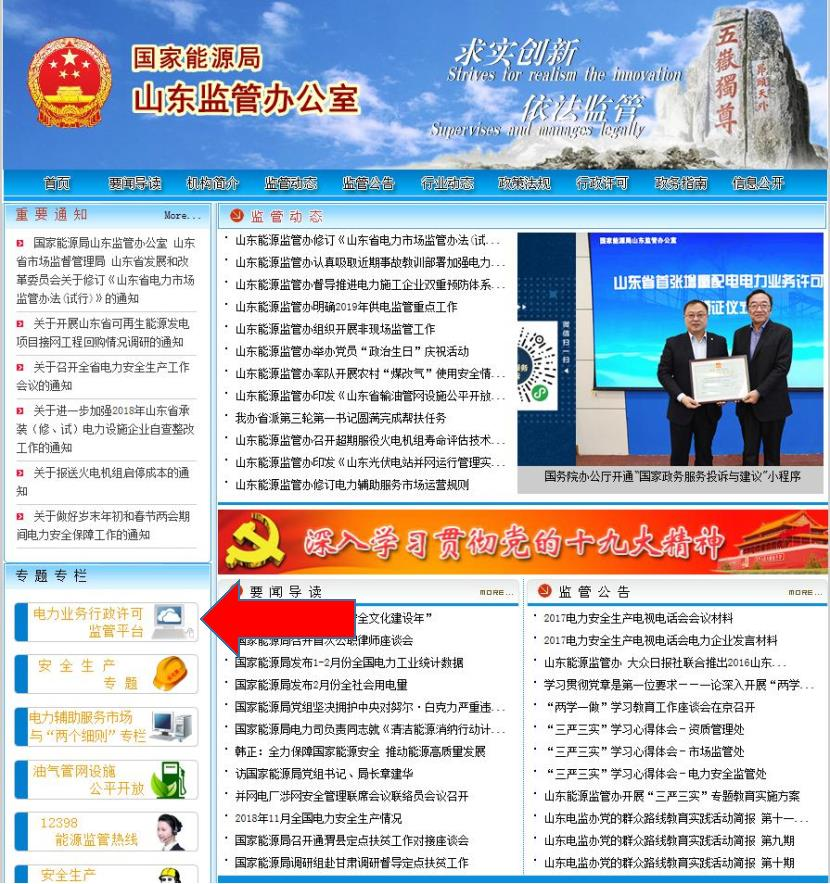 国家能源局
山东监管办公室
求实创新
Strives for realism the innovation
依法监管
Supervises and manages legally
五嶽獨尊
昂頭天外
首页 要闻导读 机构简介 监管动态 监管公告 行业动态 政策法规 行政许可 政务指南 信息公开
重要通知 More...
国家能源局山东监管办公室 山东
省市场监督管理局 山东省发展和改
革委员会关于修订《山东省电力市场
监管办法(试行)》的通知
关于开展山东省可再生能源发电
项目接网工程回购情况调研的通知
关于召开全省电力安全生产工作
会议的通知
关于进一步加强2018年山东省承
装（修、试）电力设施企业自查整改
工作的通知
关于报送火电机组启停成本的通
知
关于做好岁末年初和春节两会期
间电力安全保障工作的通知
监管动态
山东能源监管办修订《山东省电力市场监管办法(试...
山东能源监管办认真吸取近期事故教训部署加强电力...
山东能源监管办督导推进电力施工企业双重预防体系...
山东能源监管办明确2019年供电监管重点工作
山东能源监管办组织开展非现场监管工作
山东能源监管办举办党员“政治生日”庆祝活动
山东能源监管办率队开展农村“煤改气”使用安全情...
山东能源监管办印发《山东省输油管网设施公平开放...
我办省派第三轮第一书记圆满完成帮扶任务
山东能源监管办召开超期服役火电机组寿命评估技术...
山东能源监管办印发《山东光伏电站并网运行管理实...
山东能源监管办修订电力辅助服务市场运营规则
国家能源局山东监管办公室
山东省首张增量配电电力业务许可
证仪
微信扫一扫
国务院办公厅开通“国家政务服务投诉与建议”小程序
深入学习贯彻党的十九大精神
专题专栏
电力业务行政许可
监管平台
安全生产
专题
电力辅助服务市场
与“两个细则”专栏
油气管网设施
公平开放
12398
能源监管热线
安全生产
要闻导读 MORE...
全文化建设年”
国家能源局召开首次公职律师座谈会
国家能源局发布1-2月份全国电力工业统计数据
国家能源局发布2月份全社会用电量
国家能源局党组坚决拥护中央对努尔·白克力严重违...
国家能源局电力司负责同志就《清洁能源消纳行动计...
韩正：全力保障国家能源安全 推动能源高质量发展
访国家能源局党组书记、局长章建华
并网电厂涉网安全管理联席会议联络员会议召开
2018年11月全国电力安全生产情况
国家能源局召开通渭县定点扶贫工作对接座谈会
国家能源局调研组赴甘肃调研督导定点扶贫工作
监管公告 MORE...
2017电力安全生产电视电话会会议材料
2017电力安全生产电视电话会电力企业发言材料
山东能源监管办 大众日报社联合推出2016山东...
学习贯彻党章是第一位要求－－－论深入开展“两学...
“两学一做”学习教育工作座谈会在京召开
“三严三实”学习心得体会－资质管理处
“三严三实”学习心得体会－市场监管处
“三严三实”学习心得体会－电力安全监管处
山东能源监管办开展“三严三实”专题教育实施方案
山东电监办党的群众路线教育实践活动简报 第十一...
山东电监办党的群众路线教育实践活动简报 第九期
山东电监办党的群众路线教育实践活动简报 第十期